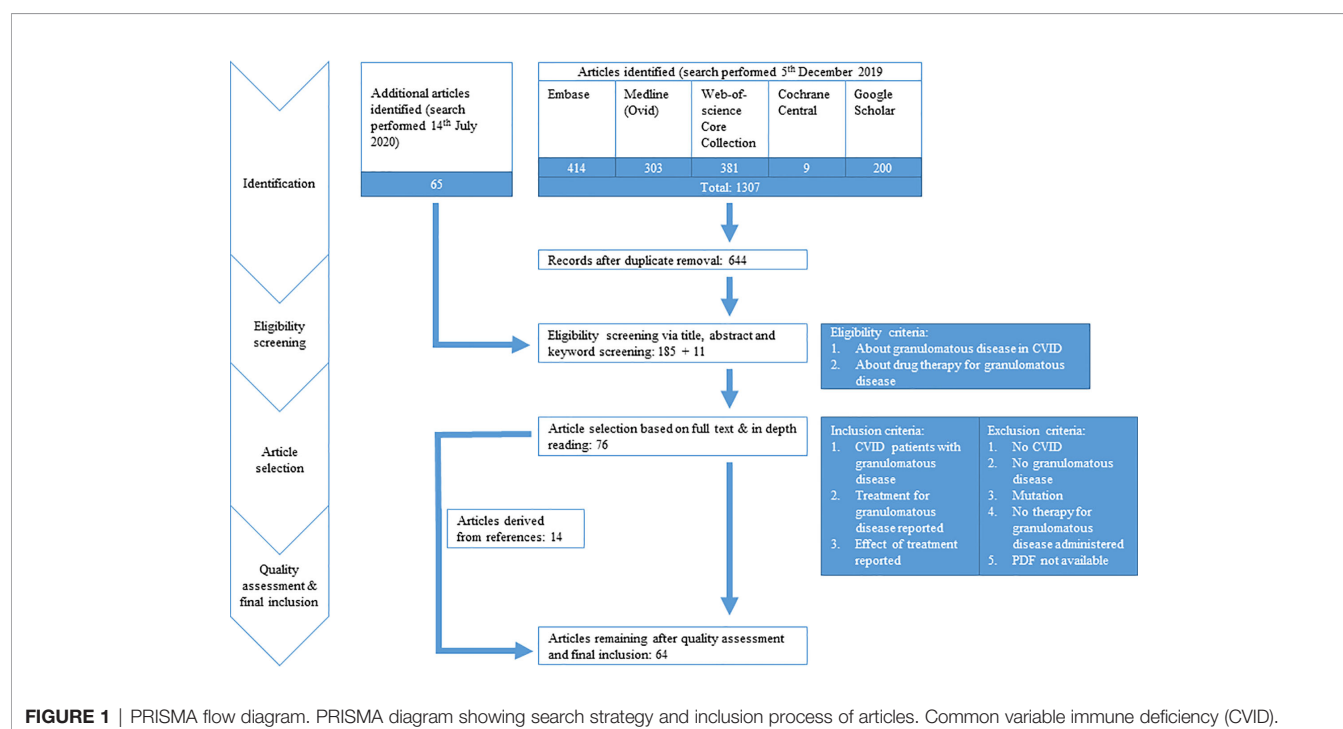 Identification
Eligibility
screening
Article
selection
Quality
assessment &
final inclusion
Additional articles
identified (search
performed 14th July
2020)
65
Articles identified (search performed 5th December 2019
Embase
Medline
(Ovid)
Web-of-
science
Core
Collection
Cochrane
Central
Google
Scholar
414
303
381
9
200
Total: 1307
Records after duplicate removal: 644
Eligibility screening via title, abstract and
keyword screening: 185 + 11
Eligibility criteria:
1. About granulomatous disease in CVID
2. About drug therapy for granulomatous
disease
Article selection based on full text & in depth
reading: 76
Inclusion criteria:
1. CVID patients with
granulomatous
disease
2. Treatment for
granulomatous
disease reported
3. Effect of treatment
reported
Exclusion criteria:
1. No CVID
2. No granulomatous
disease
3. Mutation
4. No therapy for
granulomatous
disease administered
5. PDF not available
Articles derived
from references: 14
Articles remaining after quality assessment
and final inclusion: 64
FIGURE 1 | PRISMA flow diagram. PRISMA diagram showing search strategy and inclusion process of articles. Common variable immune deficiency (CVID).